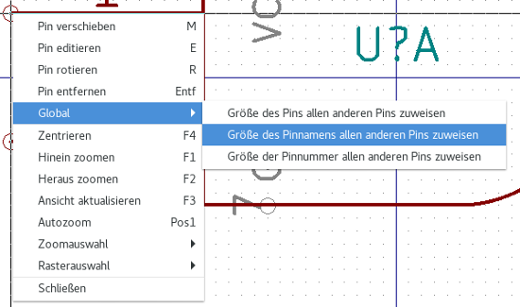 U?A
Pin verschieben M
Pin editieren E
Pin rotieren R
Pin entfernen Entf
Global
Größe des Pins allen anderen Pins zuweisen
Größe des Pinnamens allen anderen Pins zuweisen
Größe der Pinnummer allen anderen Pins zuweisen
Zentrieren F4
Hinein zoomen F1
Heraus zoomen F2
Ansicht aktualisieren F3
Autozoom Pos1
Zoomauswahl
Rasterauswahl
Schließen
7